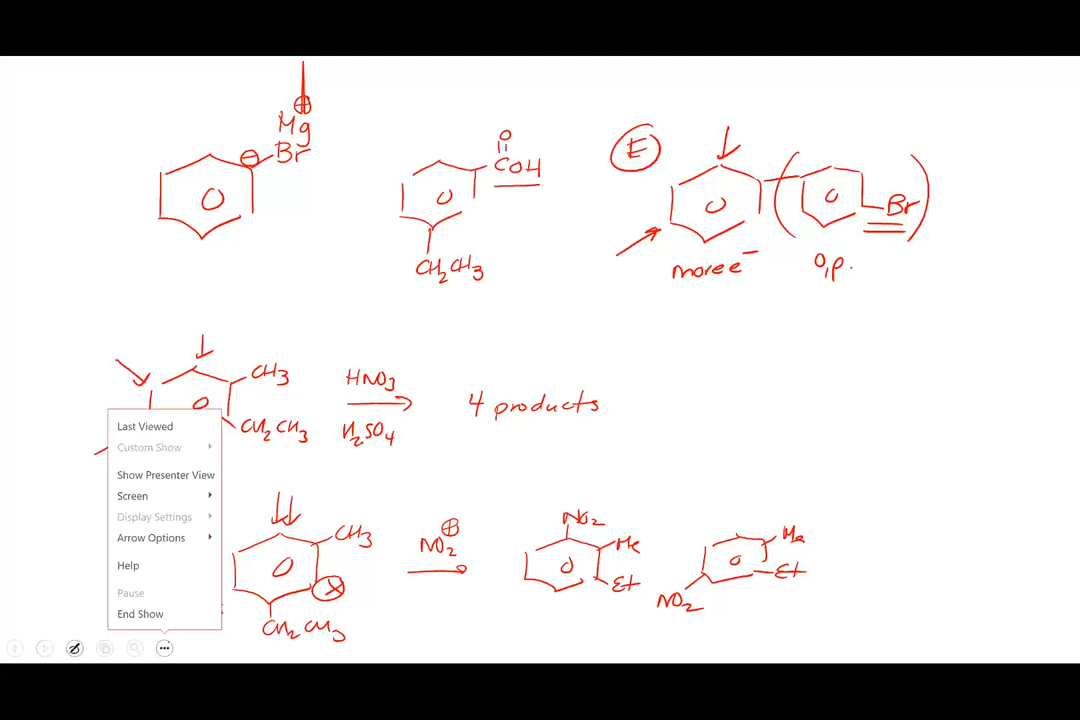 ⊕
Mg
⊖ Br
O
COH
CH2CH3
E
Br
more e−
o,p.
CH3
CH2CH3
HNO3
H2SO4
4 products
Last Viewed
Custom Show
Show Presenter View
Screen
Display Settings
Arrow Options
Help
Pause
End Show
CH3
CH2CH3
⊕
NO2
NO2
Me
Et
Me
Et
NO2